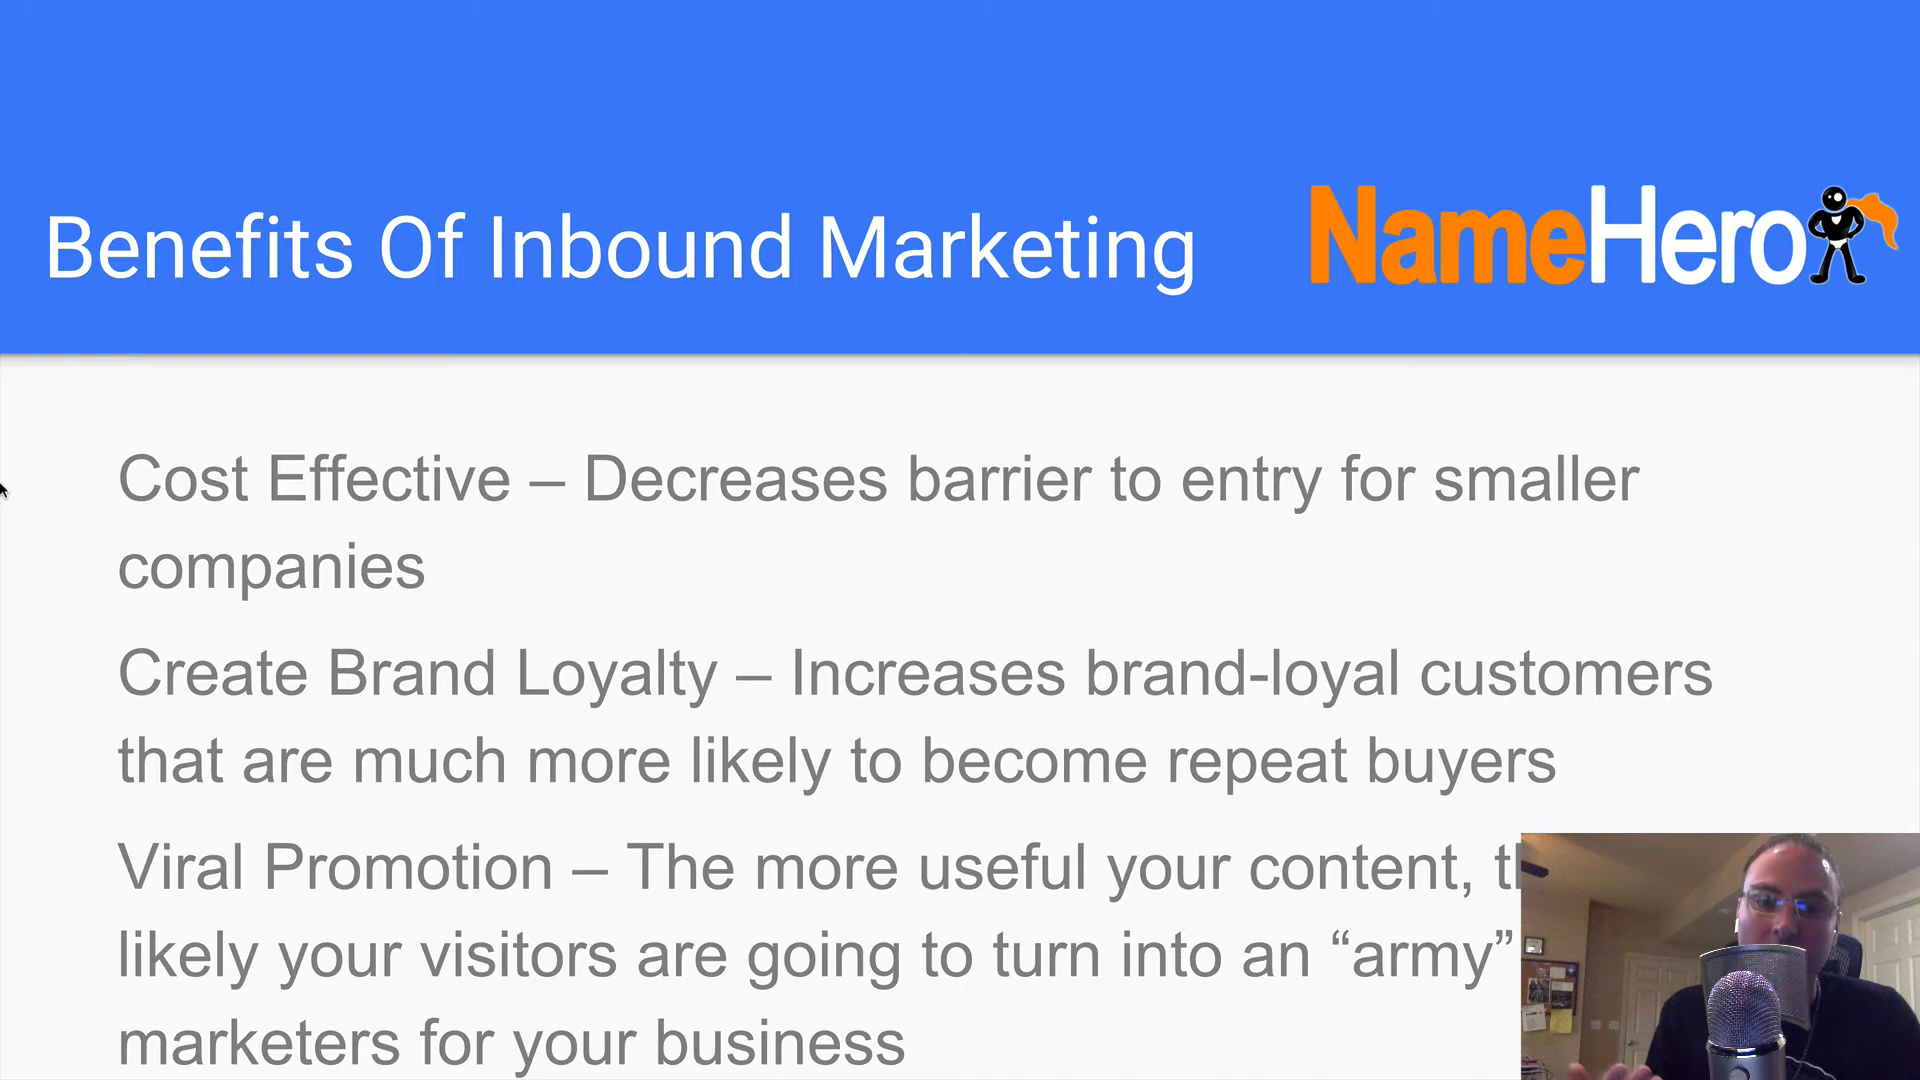 Benefits Of Inbound Marketing
NameHero
Cost Effective – Decreases barrier to entry for smaller
companies
Create Brand Loyalty – Increases brand-loyal customers
that are much more likely to become repeat buyers
Viral Promotion – The more useful your content,
likely your visitors are going to turn into an “army”
marketers for your business